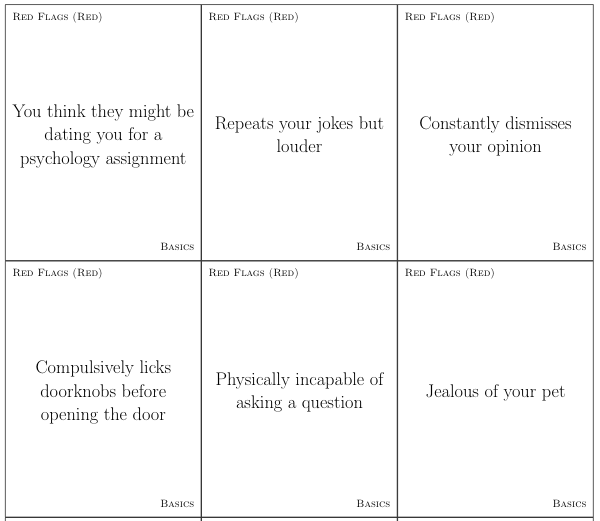 Red Flags (Red)
You think they might be
dating you for a
psychology assignment
Basics
Red Flags (Red)
Repeats your jokes but
louder
Basics
Red Flags (Red)
Constantly dismisses
your opinion
Basics
Red Flags (Red)
Compulsively licks
doorknobs before
opening the door
Basics
Red Flags (Red)
Physically incapable of
asking a question
Basics
Red Flags (Red)
Jealous of your pet
Basics